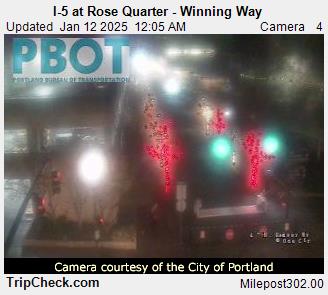 I-5 at Rose Quarter - Winning Way
Updated Jan 12 2025 12:05 AM Camera 4
PBOT
PORTLAND BUREAU OF TRANSPORTATION
Camera courtesy of the City of Portland
TripCheck.com Milepost302.00